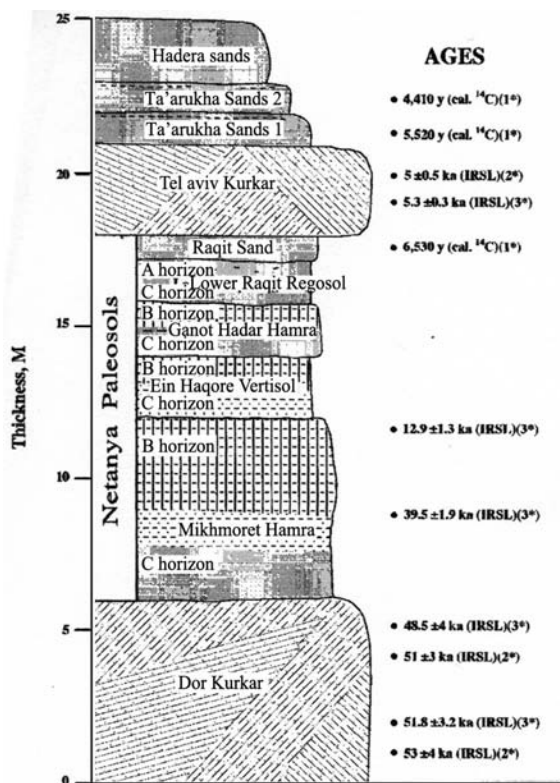 25
AGES
Hadera sands
Ta'arukha Sands 2
4,410 y (cal. ¹⁴C)(1*)
Ta'arukha Sands 1
5,520 y (cal. ¹⁴C)(1*)
20
Tel aviv Kurkar
5 ±0.5 ka (IRSL)(2*)
5.3 ±0.3 ka (IRSL)(3*)
Raqit Sand
6,530 y (cal. ¹⁴C)(1*)
A horizon
Lower Raqit Regosol
C horizon
B horizon
15
Ganot Hadar Hamra
C horizon
B horizon
Ein Haqore Vertisol
C horizon
Thickness, M
Netanya Paleosols
12.9 ±1.3 ka (IRSL)(3*)
B horizon
10
39.5 ±1.9 ka (IRSL)(3*)
Mikhmoret Hamra
C horizon
5
48.5 ±4 ka (IRSL)(3*)
51 ±3 ka (IRSL)(2*)
Dor Kurkar
51.8 ±3.2 ka (IRSL)(3*)
53 ±4 ka (IRSL)(2*)
0